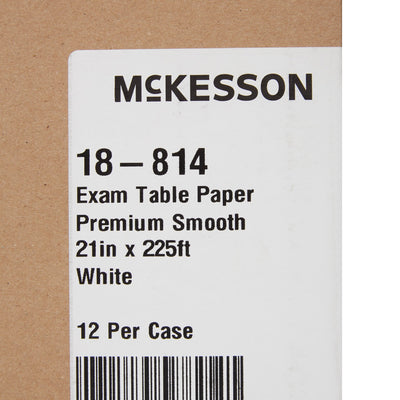 McKESSON
18–814
Exam Table Paper
Premium Smooth
21in x 225ft
White
12 Per Case